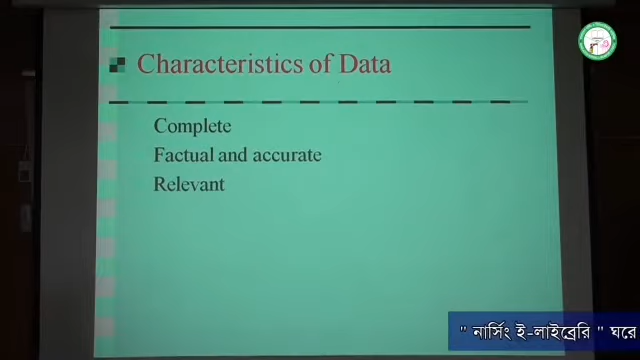 Characteristics of Data
Complete
Factual and accurate
Relevant
" নার্সিং ই-লাইব্রেরি " ঘরে